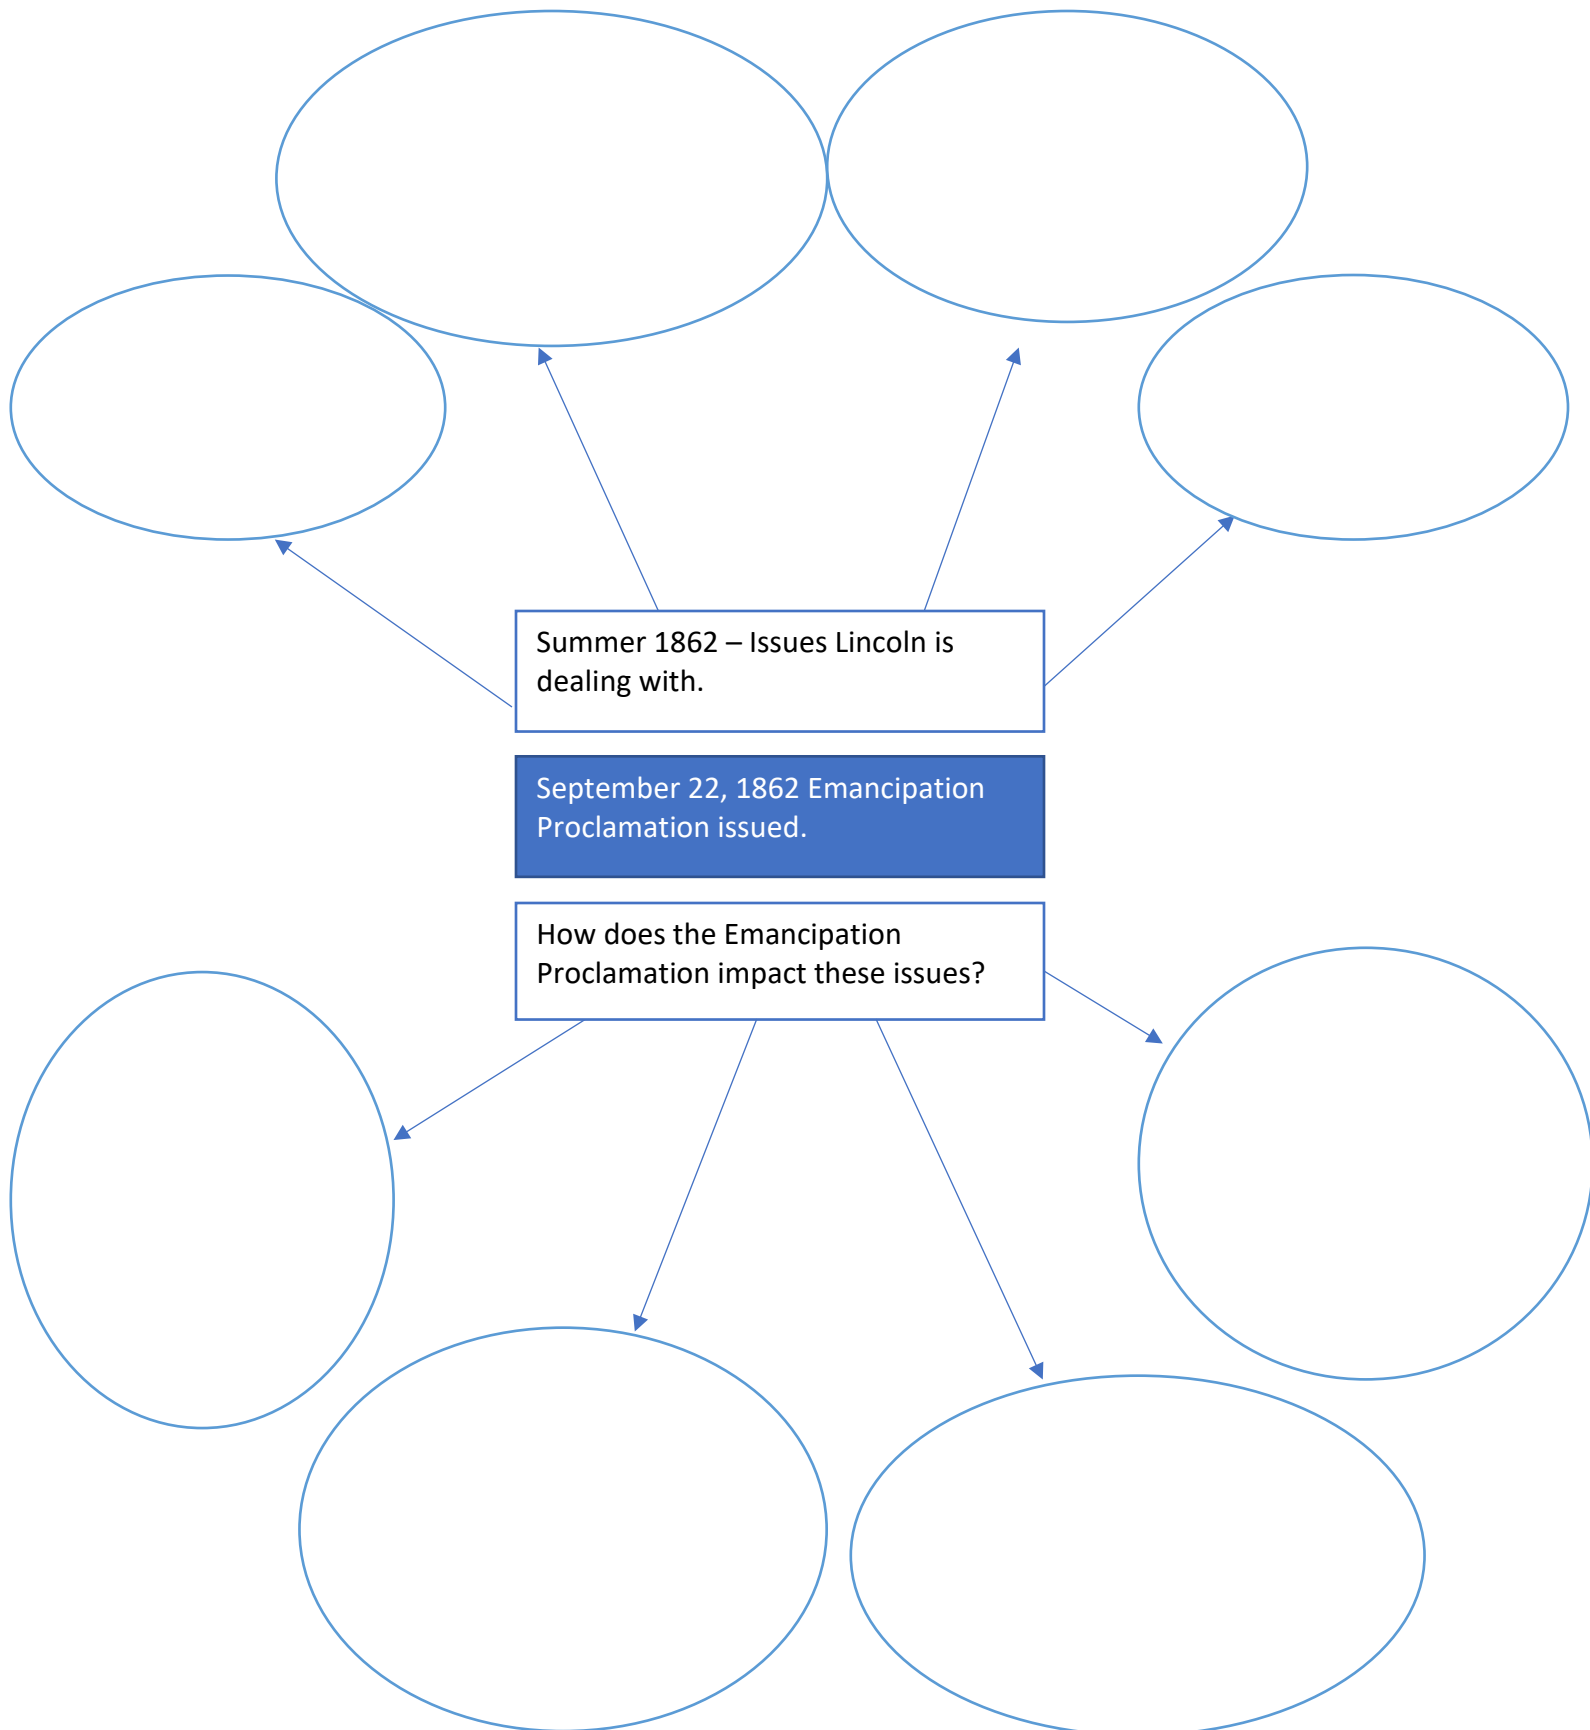 Summer 1862 – Issues Lincoln is
dealing with.
September 22, 1862 Emancipation
Proclamation issued.
How does the Emancipation
Proclamation impact these issues?